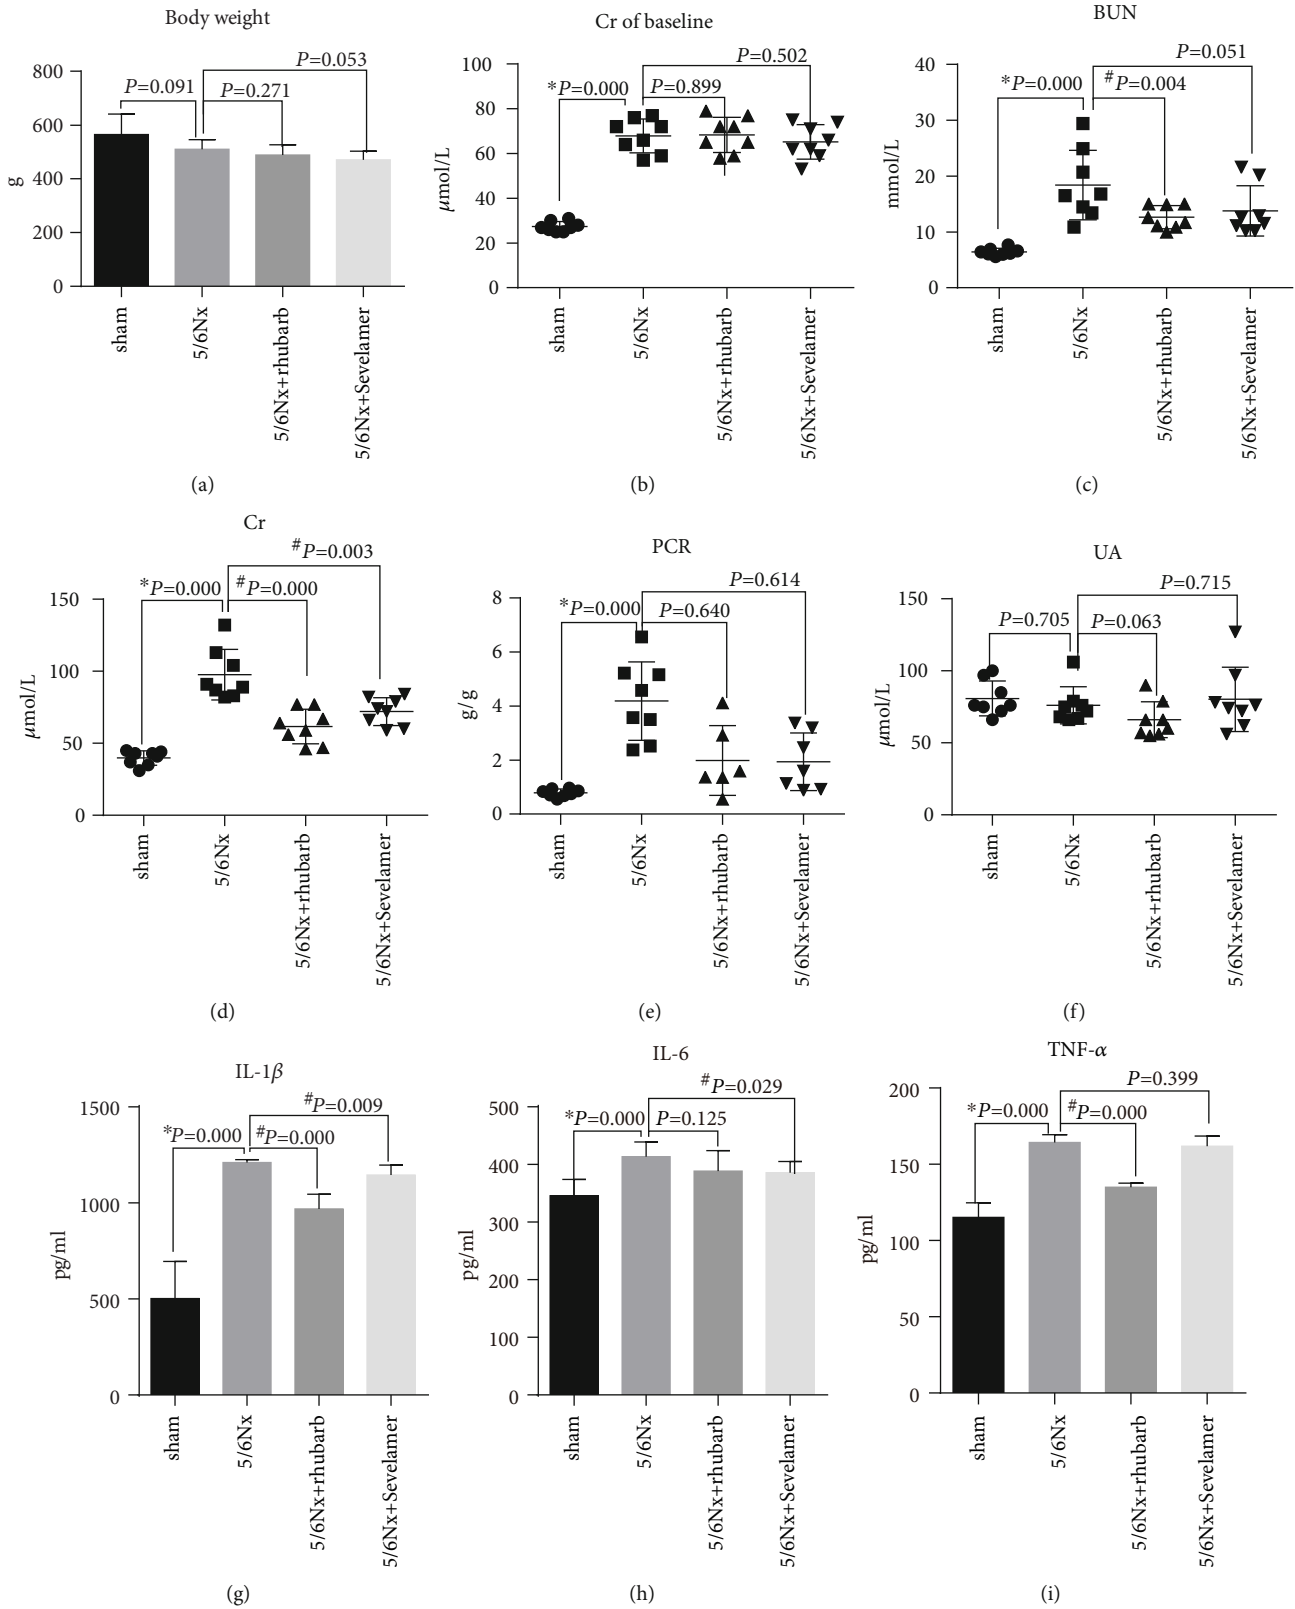 Body weight
P=0.053
P=0.091
P=0.271
800
600
400
200
0
g
sham
5/6Nx
5/6Nx+rhubarb
5/6Nx+Sevelamer
(a)
Cr of baseline
P=0.502
*P=0.000
P=0.899
100
80
60
40
20
0
μmol/L
sham
5/6Nx
5/6Nx+rhubarb
5/6Nx+Sevelamer
(b)
BUN
P=0.051
*P=0.000
#P=0.004
40
30
20
10
0
mmol/L
sham
5/6Nx
5/6Nx+rhubarb
5/6Nx+Sevelamer
(c)
Cr
#P=0.003
*P=0.000
#P=0.000
150
100
50
0
μmol/L
sham
5/6Nx
5/6Nx+rhubarb
5/6Nx+Sevelamer
(d)
PCR
P=0.614
*P=0.000
P=0.640
8
6
4
2
0
g/g
sham
5/6Nx
5/6Nx+rhubarb
5/6Nx+Sevelamer
(e)
UA
P=0.715
P=0.705
P=0.063
150
100
50
0
μmol/L
sham
5/6Nx
5/6Nx+rhubarb
5/6Nx+Sevelamer
(f)
IL-1β
#P=0.009
*P=0.000
#P=0.000
1500
1000
500
0
pg/ml
sham
5/6Nx
5/6Nx+rhubarb
5/6Nx+Sevelamer
(g)
IL-6
#P=0.029
*P=0.000
P=0.125
500
400
300
200
100
0
pg/ml
sham
5/6Nx
5/6Nx+rhubarb
5/6Nx+Sevelamer
(h)
TNF-α
P=0.399
*P=0.000
#P=0.000
200
150
100
50
0
pg/ml
sham
5/6Nx
5/6Nx+rhubarb
5/6Nx+Sevelamer
(i)